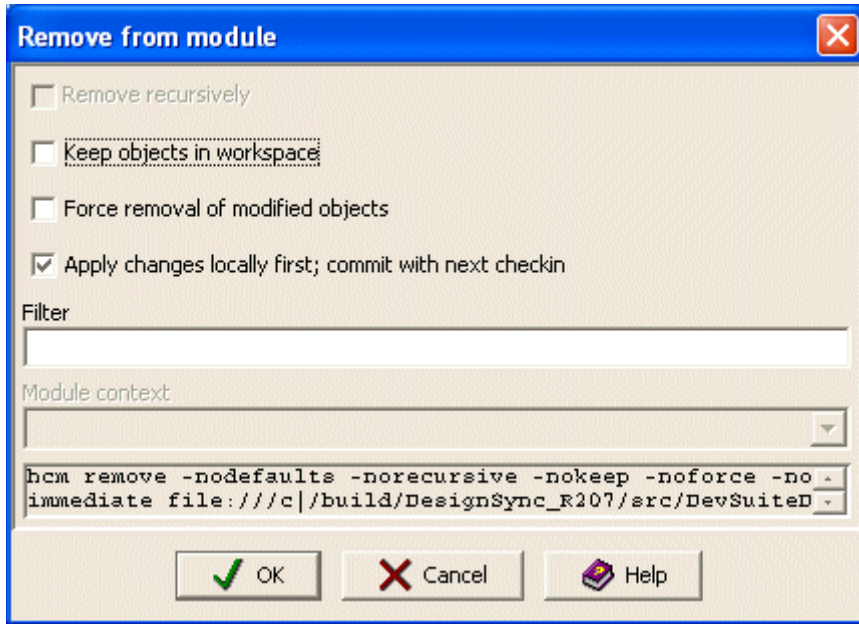 Remove from module
Remove recursively
Keep objects in workspace
Force removal of modified objects
Apply changes locally first; commit with next checkin
Filter
Module context
hcm remove -nodefaults -norecursive -nokeep -noforce -no
immediate file:///c|/build/DesignSync_R207/src/DevSuiteD
OK
Cancel
Help